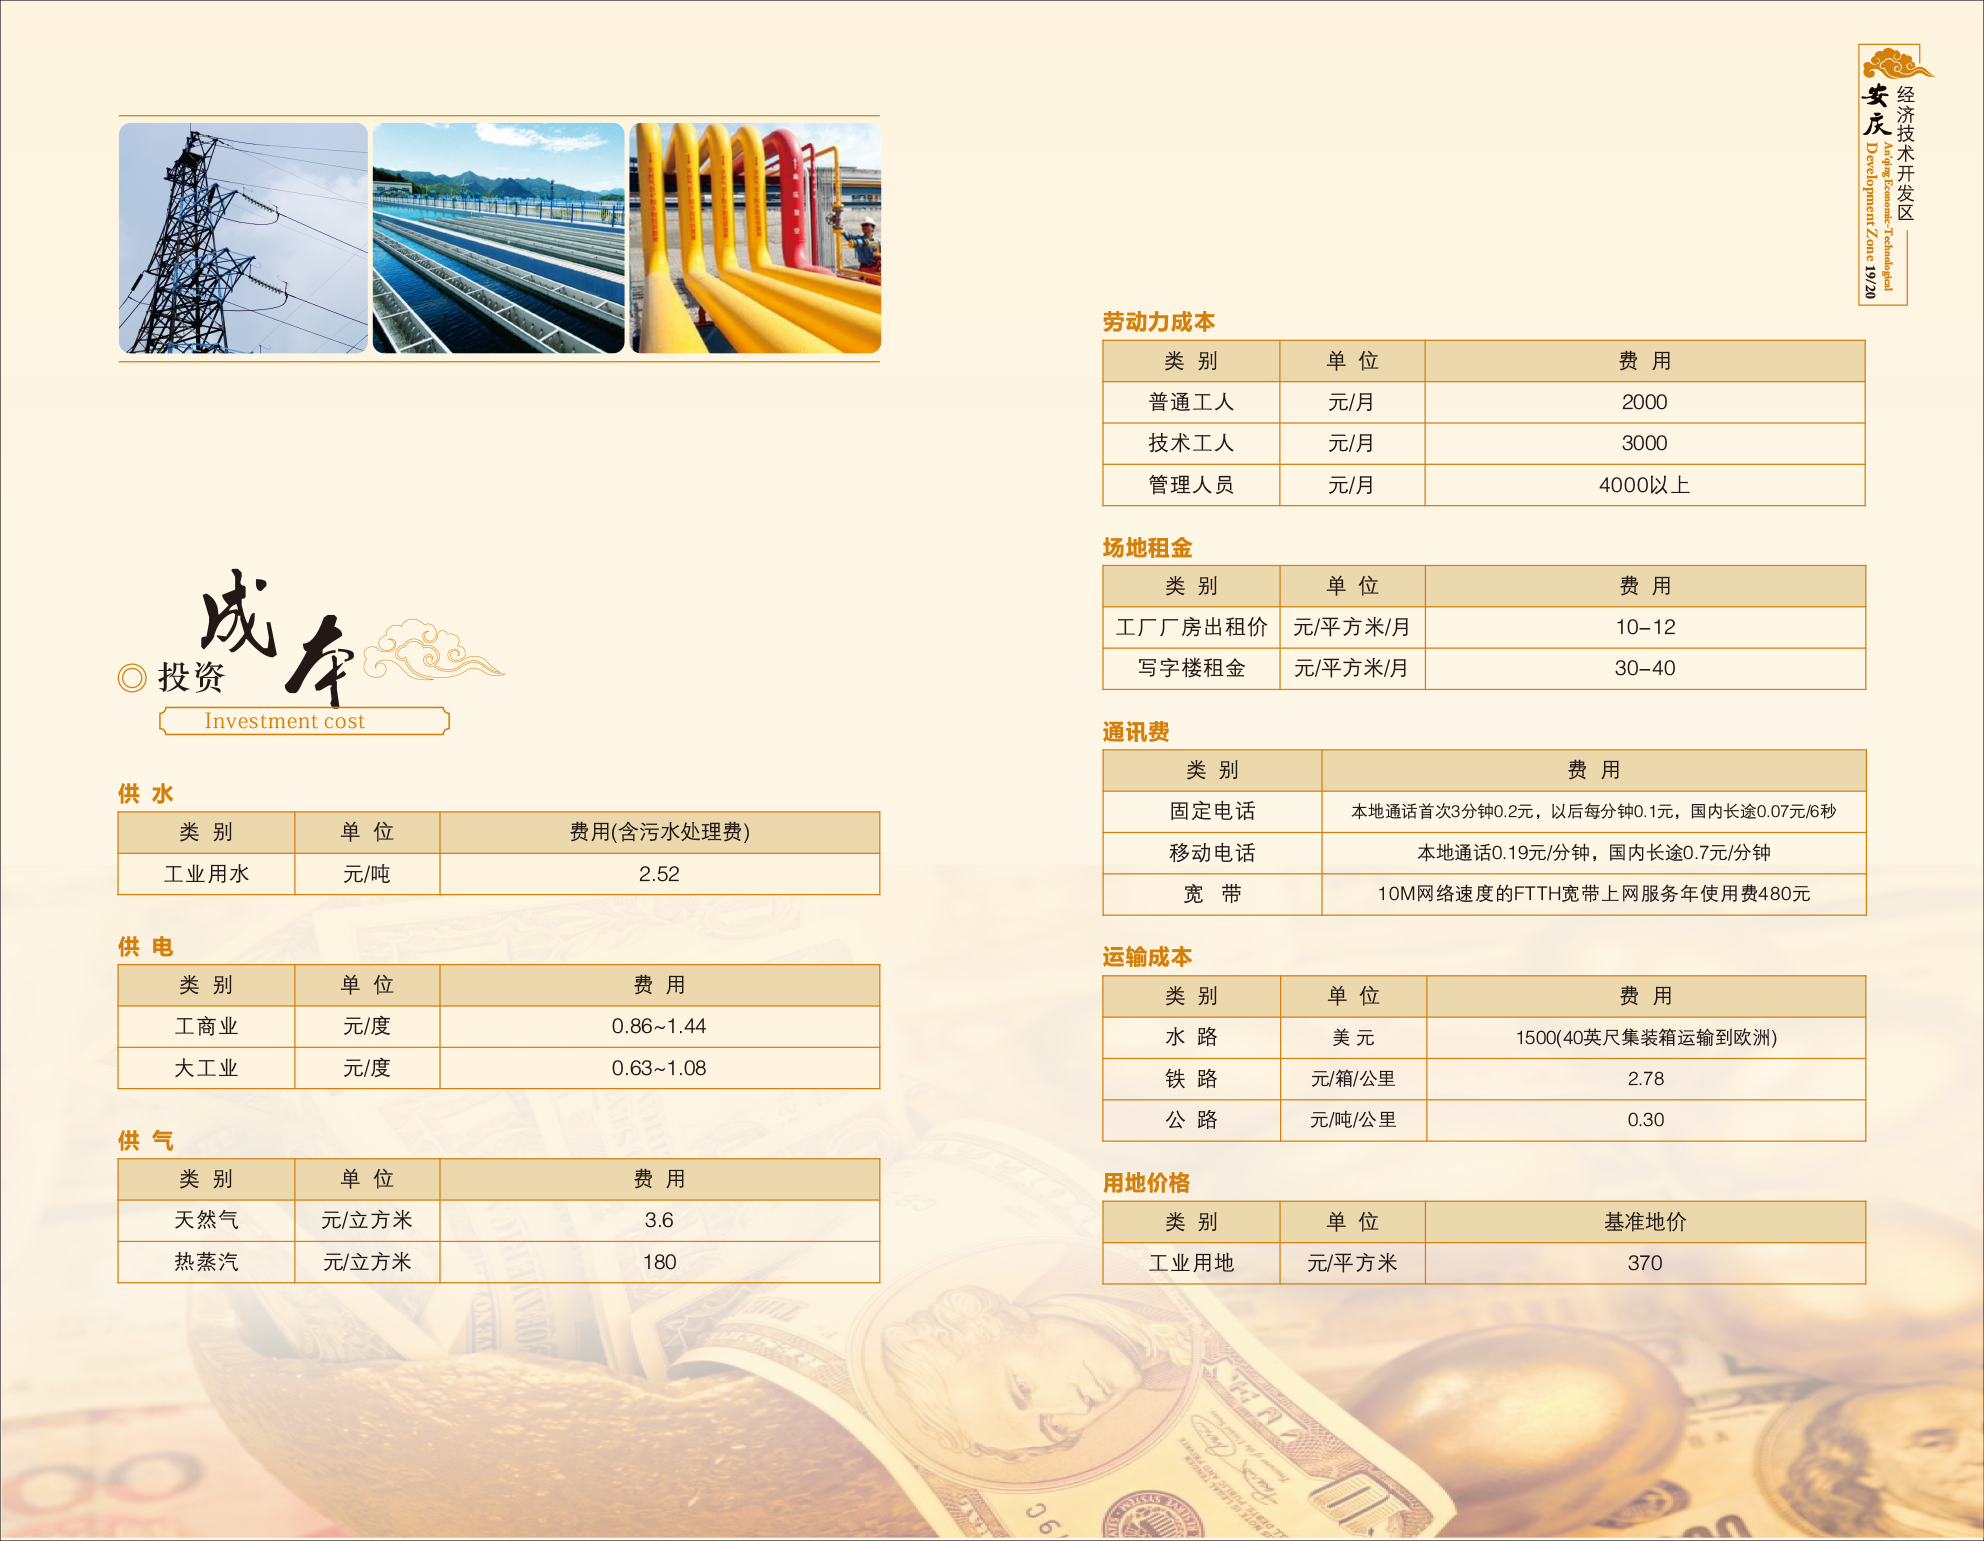 成本
投资
Investment cost
供 水
类 别 单 位 费用(含污水处理费)
工业用水 元/吨 2.52
供 电
类 别 单 位 费 用
工商业 元/度 0.86~1.44
大工业 元/度 0.63~1.08
供 气
类 别 单 位 费 用
天然气 元/立方米 3.6
热蒸汽 元/立方米 180
安庆
经济技术开发区
An'qing Economic-Technological
Development Zone 19/20
劳动力成本
类 别 单 位 费 用
普通工人 元/月 2000
技术工人 元/月 3000
管理人员 元/月 4000以上
场地租金
类 别 单 位 费 用
工厂厂房出租价 元/平方米/月 10-12
写字楼租金 元/平方米/月 30-40
通讯费
类 别 费 用
固定电话 本地通话首次3分钟0.2元，以后每分钟0.1元，国内长途0.07元/6秒
移动电话 本地通话0.19元/分钟，国内长途0.7元/分钟
宽 带 10M网络速度的FTTH宽带上网服务年使用费480元
运输成本
类 别 单 位 费 用
水 路 美 元 1500(40英尺集装箱运输到欧洲)
铁 路 元/箱/公里 2.78
公 路 元/吨/公里 0.30
用地价格
类 别 单 位 基准地价
工业用地 元/平方米 370